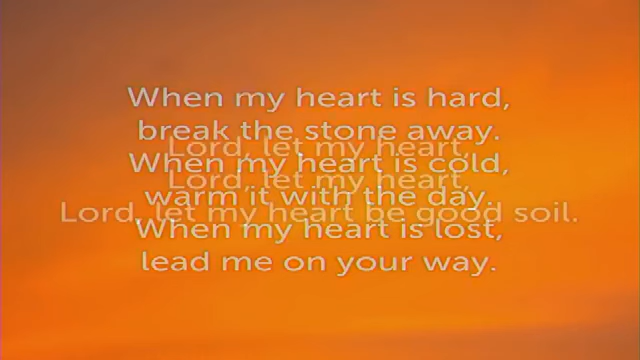 When my heart is hard,
break the stone away.
Lord, let my heart,
When my heart is cold,
Lord, let my heart,
warm it with the day.
Lord, let my heart be good soil.
When my heart is lost,
lead me on your way.